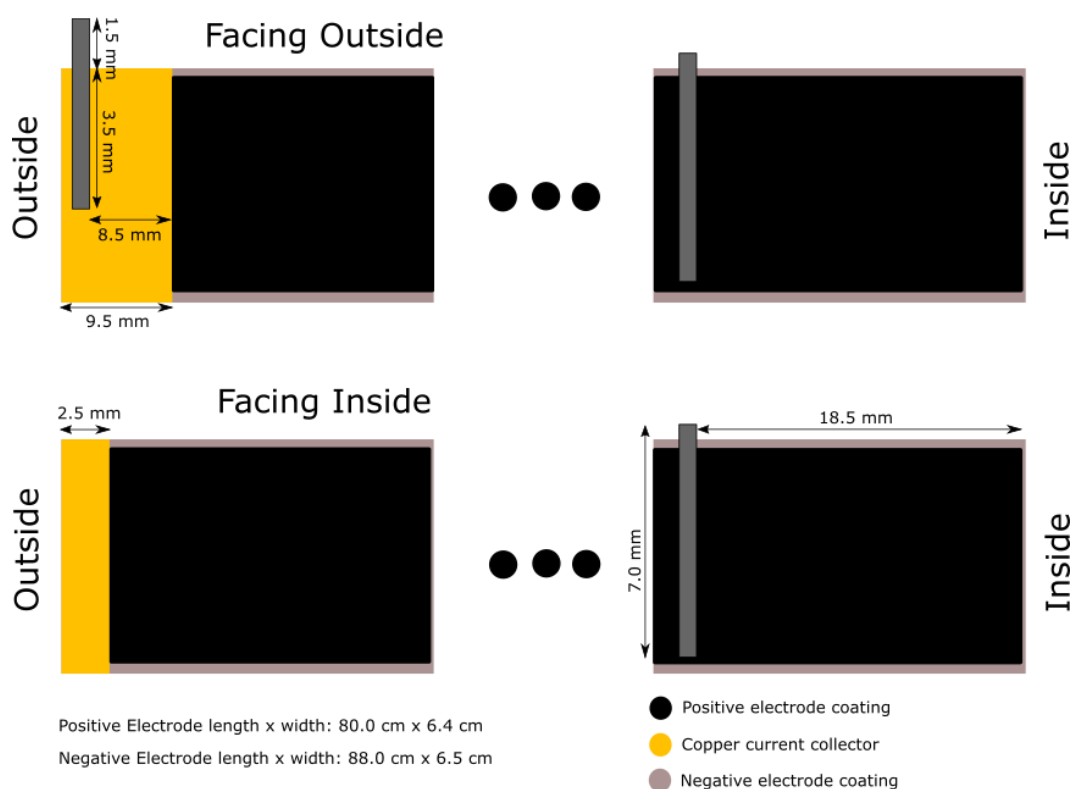 Facing Outside
1.5 mm
3.5 mm
8.5 mm
9.5 mm
Outside
Inside
Facing Inside
2.5 mm
18.5 mm
7.0 mm
Outside
Inside
Positive Electrode length x width: 80.0 cm x 6.4 cm
Negative Electrode length x width: 88.0 cm x 6.5 cm
Positive electrode coating
Copper current collector
Negative electrode coating